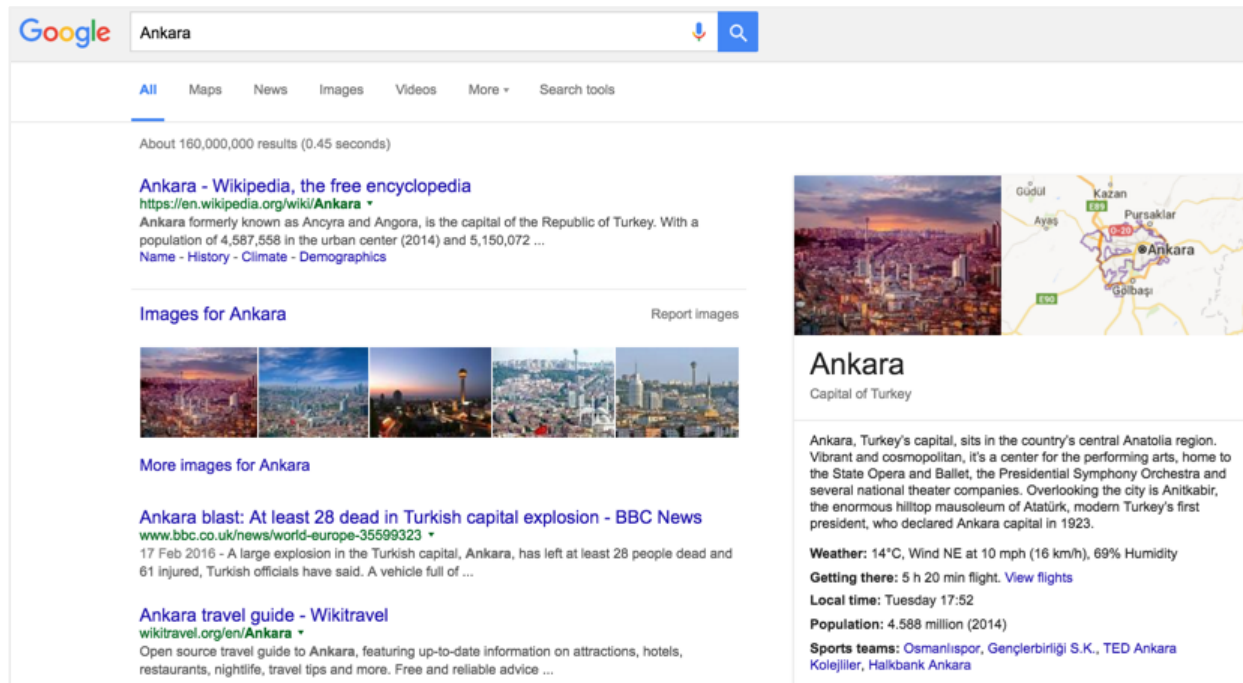 Google
Ankara
All Maps News Images Videos More ▾ Search tools
About 160,000,000 results (0.45 seconds)
Ankara - Wikipedia, the free encyclopedia
https://en.wikipedia.org/wiki/Ankara ▾
Ankara formerly known as Ancyra and Angora, is the capital of the Republic of Turkey. With a
population of 4,587,558 in the urban center (2014) and 5,150,072 ...
Name - History - Climate - Demographics
Images for Ankara Report images
More images for Ankara
Ankara blast: At least 28 dead in Turkish capital explosion - BBC News
www.bbc.co.uk/news/world-europe-35599323 ▾
17 Feb 2016 - A large explosion in the Turkish capital, Ankara, has left at least 28 people dead and
61 injured, Turkish officials have said. A vehicle full of ...
Ankara travel guide - Wikitravel
wikitravel.org/en/Ankara ▾
Open source travel guide to Ankara, featuring up-to-date information on attractions, hotels,
restaurants, nightlife, travel tips and more. Free and reliable advice ...
Güdül
Kazan
E89
Ayaş
Pursaklar
O-20
Ankara
Gölbaşı
E90
Ankara
Capital of Turkey
Ankara, Turkey's capital, sits in the country's central Anatolia region.
Vibrant and cosmopolitan, it's a center for the performing arts, home to
the State Opera and Ballet, the Presidential Symphony Orchestra and
several national theater companies. Overlooking the city is Anitkabir,
the enormous hilltop mausoleum of Atatürk, modern Turkey's first
president, who declared Ankara capital in 1923.
Weather: 14°C, Wind NE at 10 mph (16 km/h), 69% Humidity
Getting there: 5 h 20 min flight. View flights
Local time: Tuesday 17:52
Population: 4.588 million (2014)
Sports teams: Osmanlıspor, Gençlerbirliği S.K., TED Ankara
Kolejliler, Halkbank Ankara